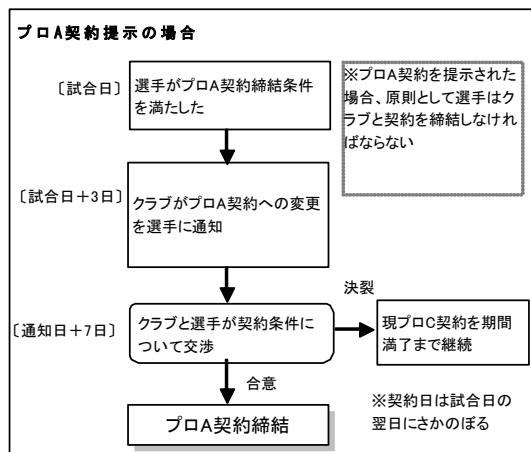 プロA契約提示の場合
〔試合日〕
選手がプロA契約締結条件
を満たした
※プロA契約を提示された
場合、原則として選手はク
ラブと契約を締結しなけれ
ばならない
〔試合日+3日〕
クラブがプロA契約への変更
を選手に通知
〔通知日+7日〕
クラブと選手が契約条件に
ついて交渉
決裂
現プロC契約を期間
満了まで継続
合意
プロA契約締結
※契約日は試合日の
翌日にさかのぼる